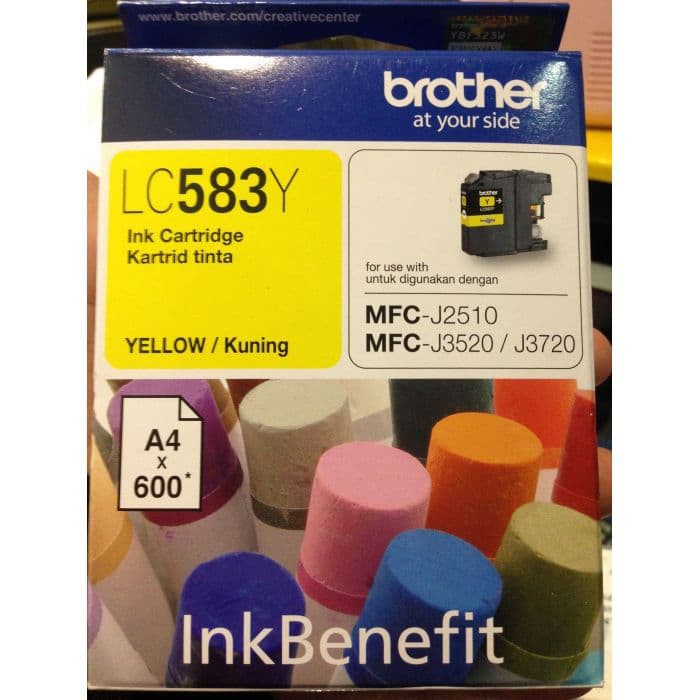 www.brother.com/creativecenter
brother
at your side
LC583Y
Ink Cartridge
Kartrid tinta
YELLOW / Kuning
brother
Y
for use with
untuk digunakan dengan
MFC-J2510
MFC-J3520 / J3720
A4
x
600*
InkBenefit